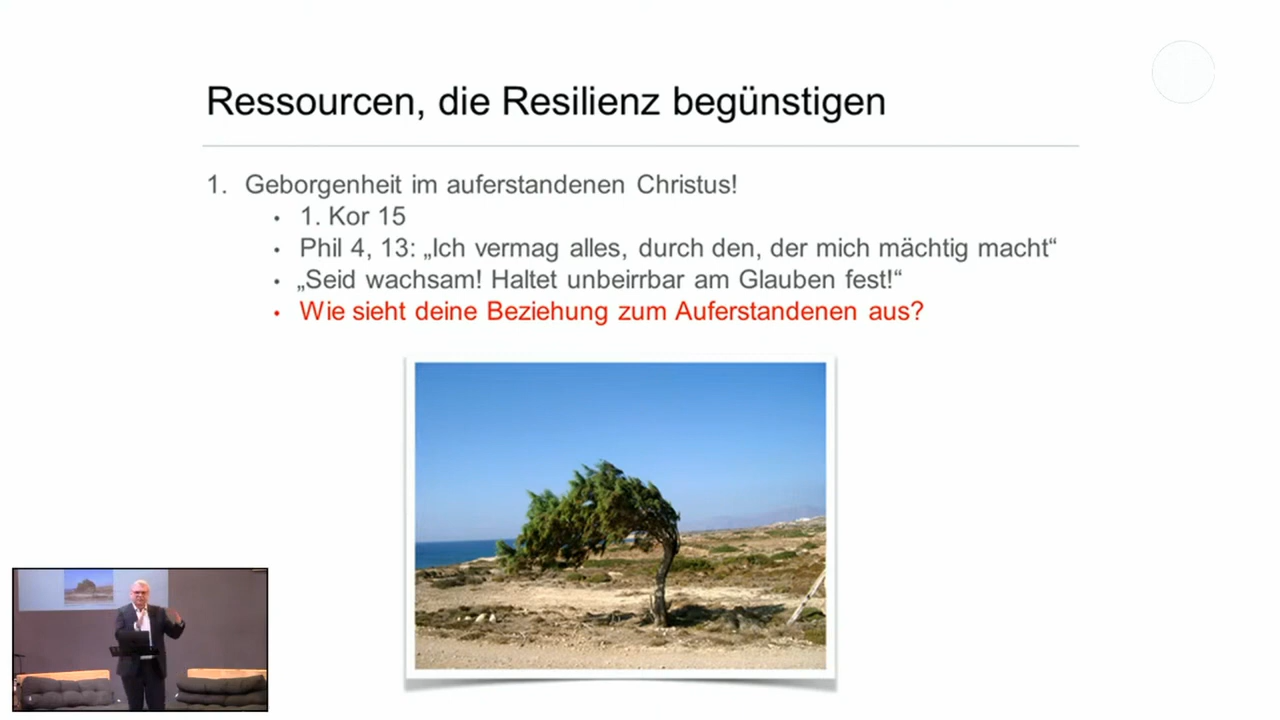 Ressourcen, die Resilienz begünstigen
1. Geborgenheit im auferstandenen Christus!
• 1. Kor 15
• Phil 4, 13: „Ich vermag alles, durch den, der mich mächtig macht“
• „Seid wachsam! Haltet unbeirrbar am Glauben fest!“
• Wie sieht deine Beziehung zum Auferstandenen aus?